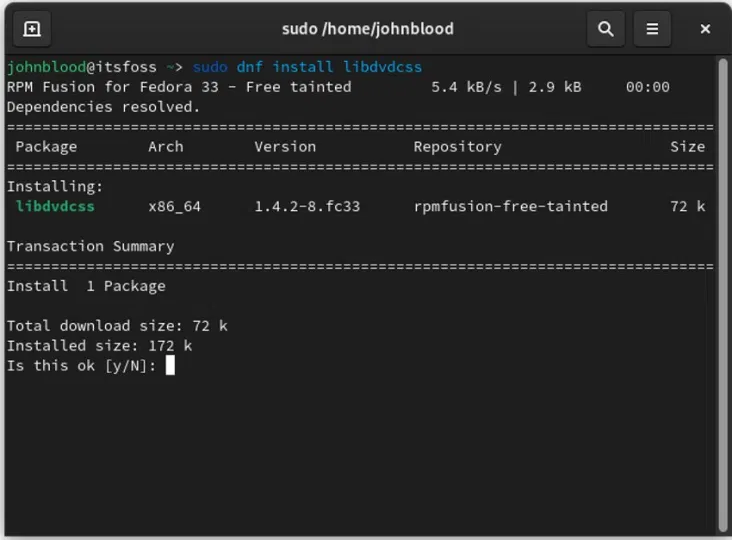 sudo /home/johnblood
johnblood@itsfoss ~> sudo dnf install libdvdcss
RPM Fusion for Fedora 33 - Free tainted         5.4 kB/s | 2.9 kB     00:00
Dependencies resolved.
================================================================================
 Package        Arch        Version           Repository                   Size
================================================================================
Installing:
 libdvdcss      x86_64      1.4.2-8.fc33      rpmfusion-free-tainted       72 k

Transaction Summary
================================================================================
Install  1 Package

Total download size: 72 k
Installed size: 172 k
Is this ok [y/N]: